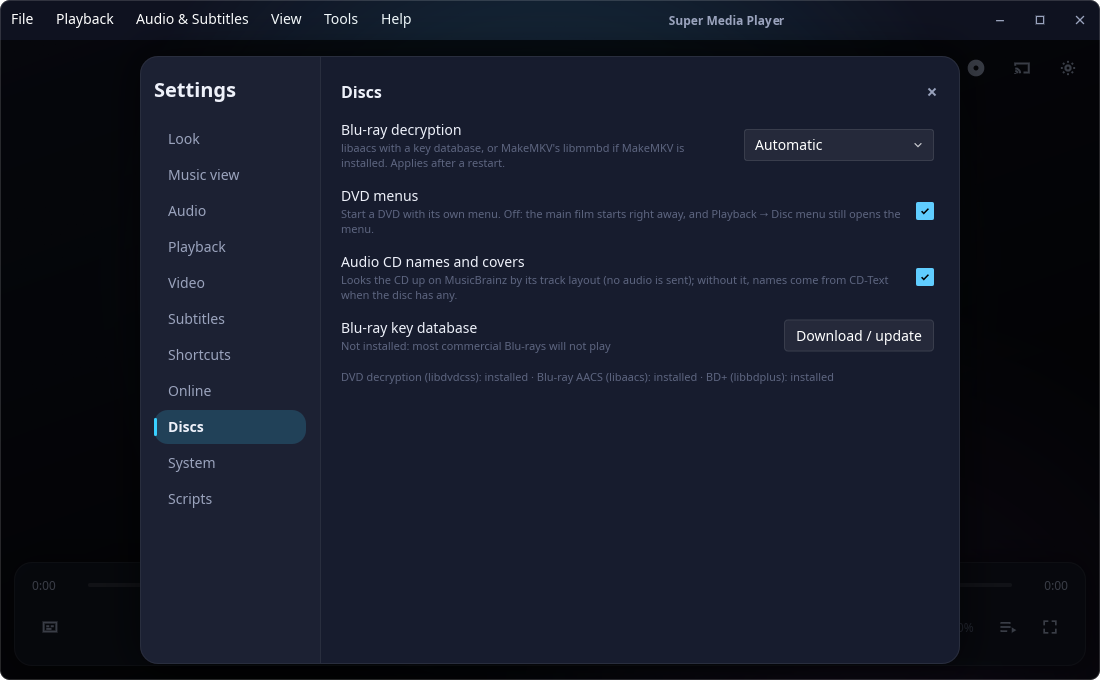 File Playback Audio & Subtitles View Tools Help Super Media Player
Settings
Look
Music view
Audio
Playback
Video
Subtitles
Shortcuts
Online
Discs
System
Scripts
Discs
Blu-ray decryption
libaacs with a key database, or MakeMKV's libmmbd if MakeMKV is
installed. Applies after a restart.
Automatic
DVD menus
Start a DVD with its own menu. Off: the main film starts right away, and Playback → Disc menu still opens the
menu.
Audio CD names and covers
Looks the CD up on MusicBrainz by its track layout (no audio is sent); without it, names come from CD-Text
when the disc has any.
Blu-ray key database
Not installed: most commercial Blu-rays will not play
Download / update
DVD decryption (libdvdcss): installed · Blu-ray AACS (libaacs): installed · BD+ (libbdplus): installed
0:00
0:00
0%